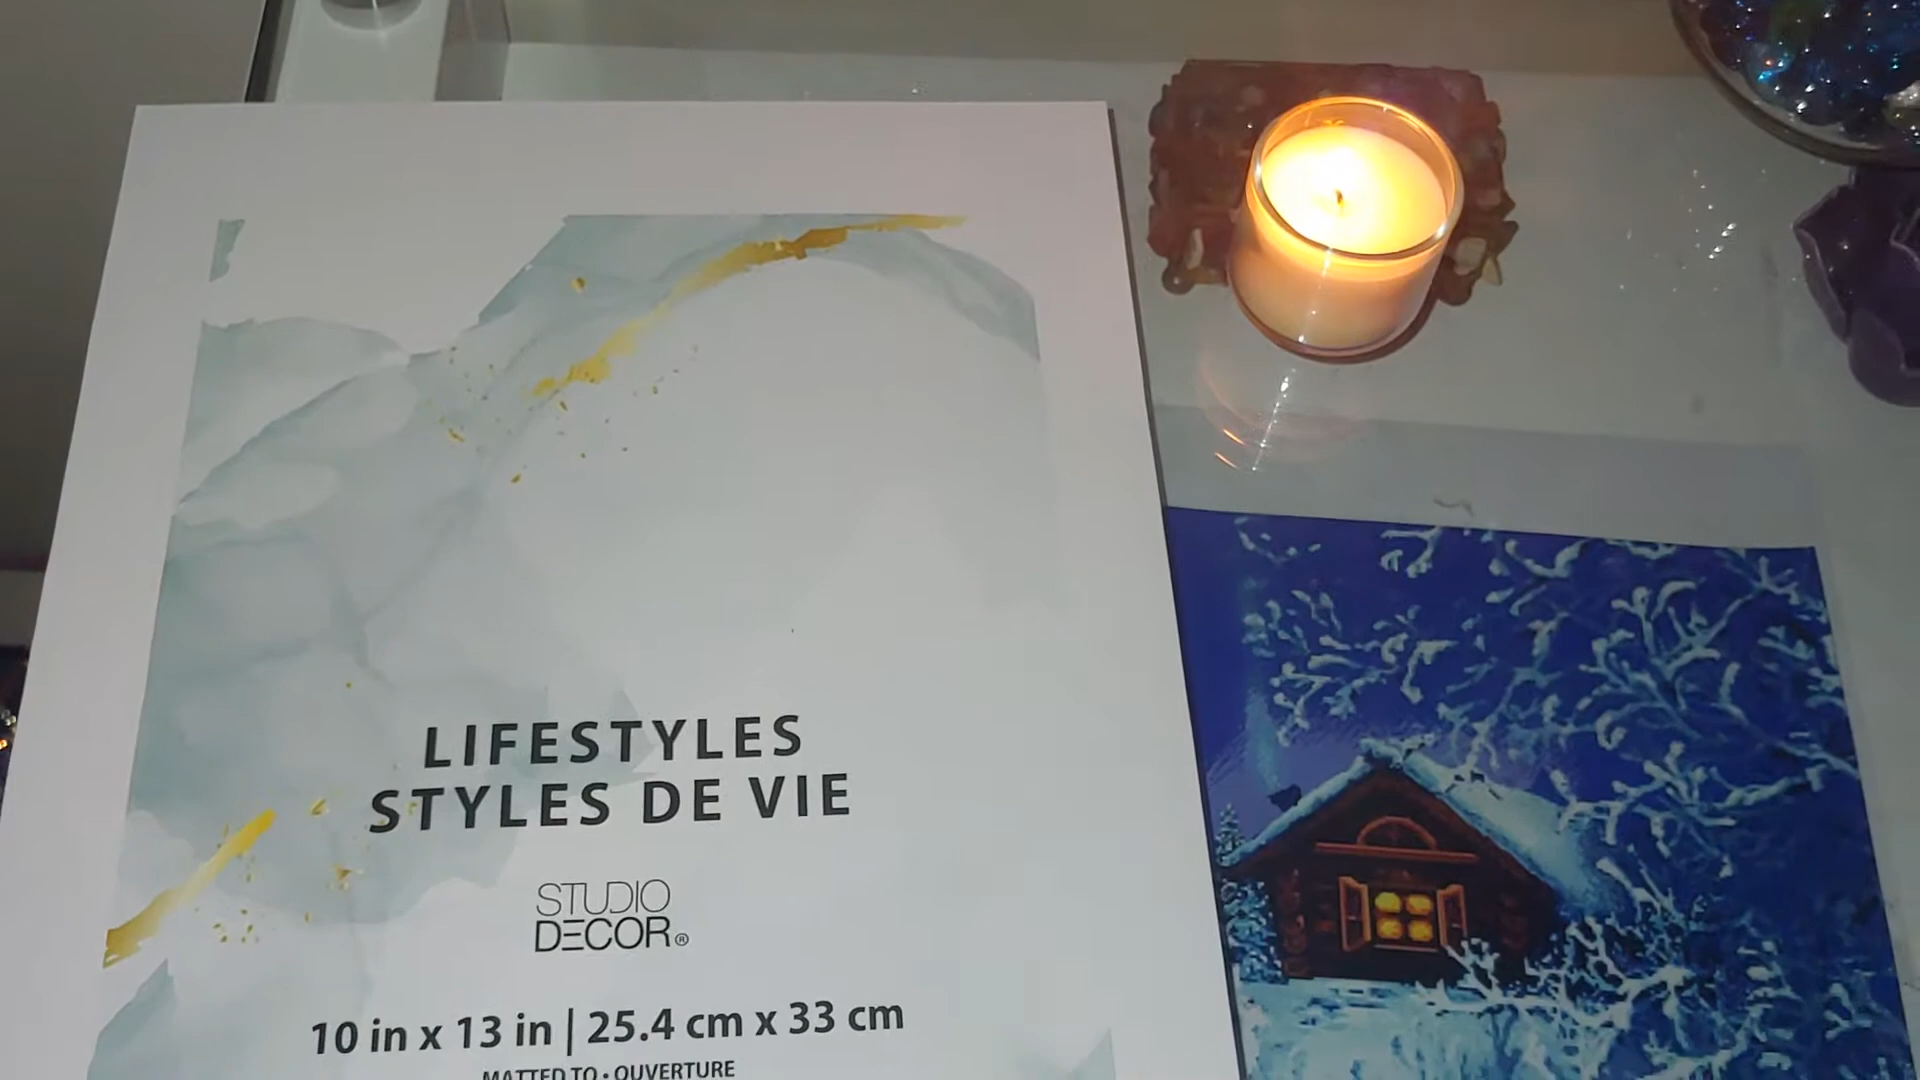 LIFESTYLES
STYLES DE VIE
STUDIO
DECOR®
10 in x 13 in | 25.4 cm x 33 cm
MATTED TO • OUVERTURE